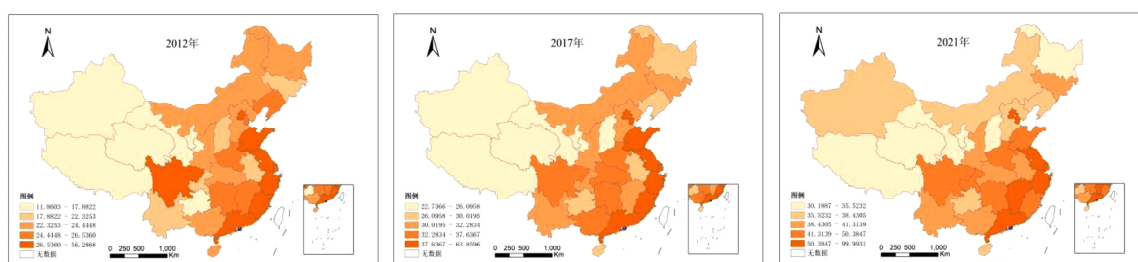 N
2012年
图例
11.8603 - 17.8822
17.8822 - 22.3253
22.3253 - 24.4448
24.4448 - 26.5360
26.5360 - 56.2868
无数据
0 250 500 1,000
Km
N
2017年
图例
22.7366 - 26.0958
26.0958 - 30.0195
30.0195 - 32.2834
32.2834 - 37.6367
37.6367 - 63.8596
无数据
0 250 500 1,000
Km
N
2021年
图例
30.1887 - 35.5232
35.5232 - 38.4305
38.4305 - 41.3139
41.3139 - 50.3847
50.3847 - 99.9931
无数据
0 250 500 1,000
Km